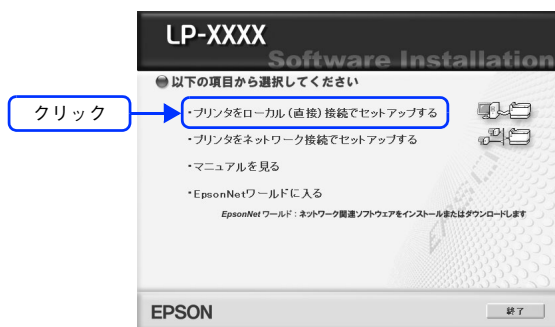 LP-XXXX
Software Installation
以下の項目から選択してください
クリック
・プリンタをローカル(直接)接続でセットアップする
・プリンタをネットワーク接続でセットアップする
・マニュアルを見る
・EpsonNetワールドに入る
EpsonNet ワールド:ネットワーク関連ソフトウェアをインストールまたはダウンロードします
EPSON
EPSON
終了